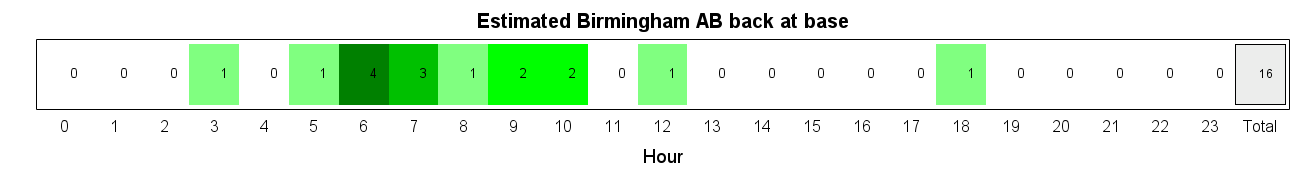 Estimated Birmingham AB back at base
0 0 0 1 0 1 4 3 1 2 2 0 1 0 0 0 0 0 1 0 0 0 0 0 16
0 1 2 3 4 5 6 7 8 9 10 11 12 13 14 15 16 17 18 19 20 21 22 23 Total
Hour